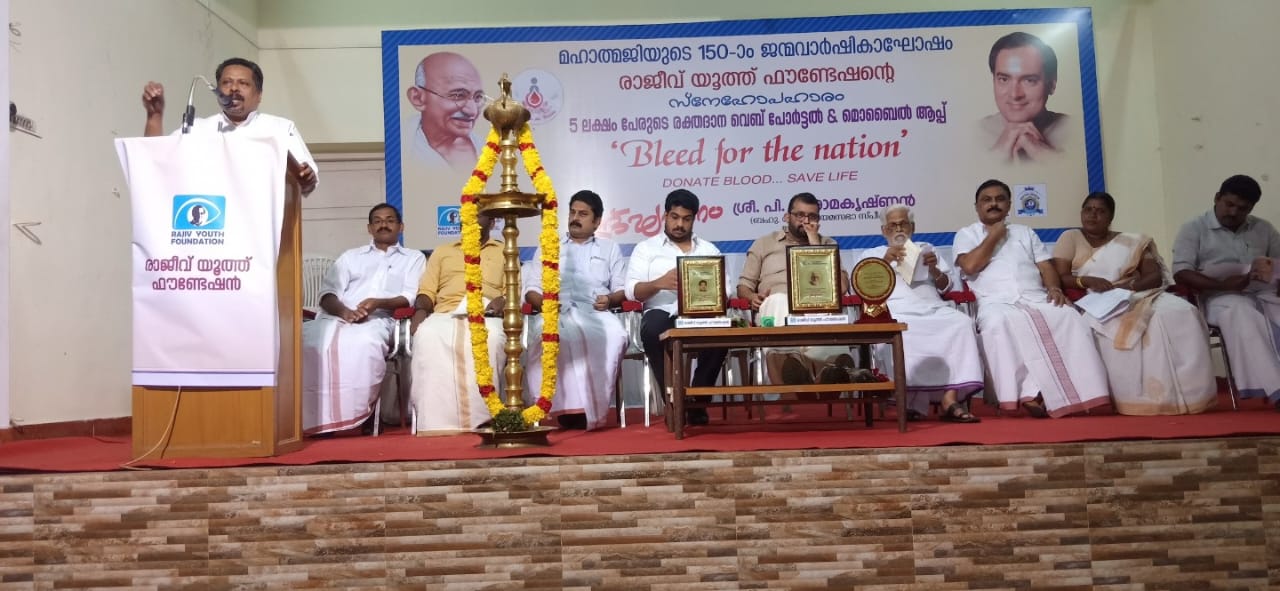 മഹാത്മജിയുടെ 150-ാം ജന്മവാർഷികാഘോഷം
രാജീവ് യൂത്ത് ഫൗണ്ടേഷന്റെ
സ്നേഹോപഹാരം
5 ലക്ഷം പേരുടെ രക്തദാന വെബ് പോർട്ടൽ & മൊബൈൽ ആപ്പ്
'Bleed for the nation'
DONATE BLOOD... SAVE LIFE
ശ്രീ. പി.
RAJIV YOUTH
FOUNDATION
രാജീവ് യൂത്ത്
ഫൗണ്ടേഷൻ